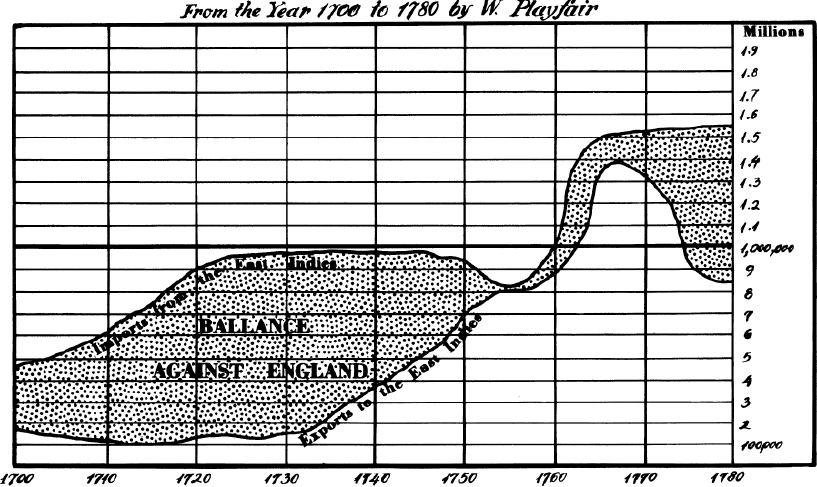 From the Year 1700 to 1780 by W. Playfair
Millions
1.9
1.8
1.7
1.6
1.5
1.4
1.3
1.2
1.1
1,000,000
9
8
7
6
5
4
3
2
100,000
Imports from the East Indies
BALLANCE
AGAINST ENGLAND
Exports to the East Indies
1700 1710 1720 1730 1740 1750 1760 1770 1780